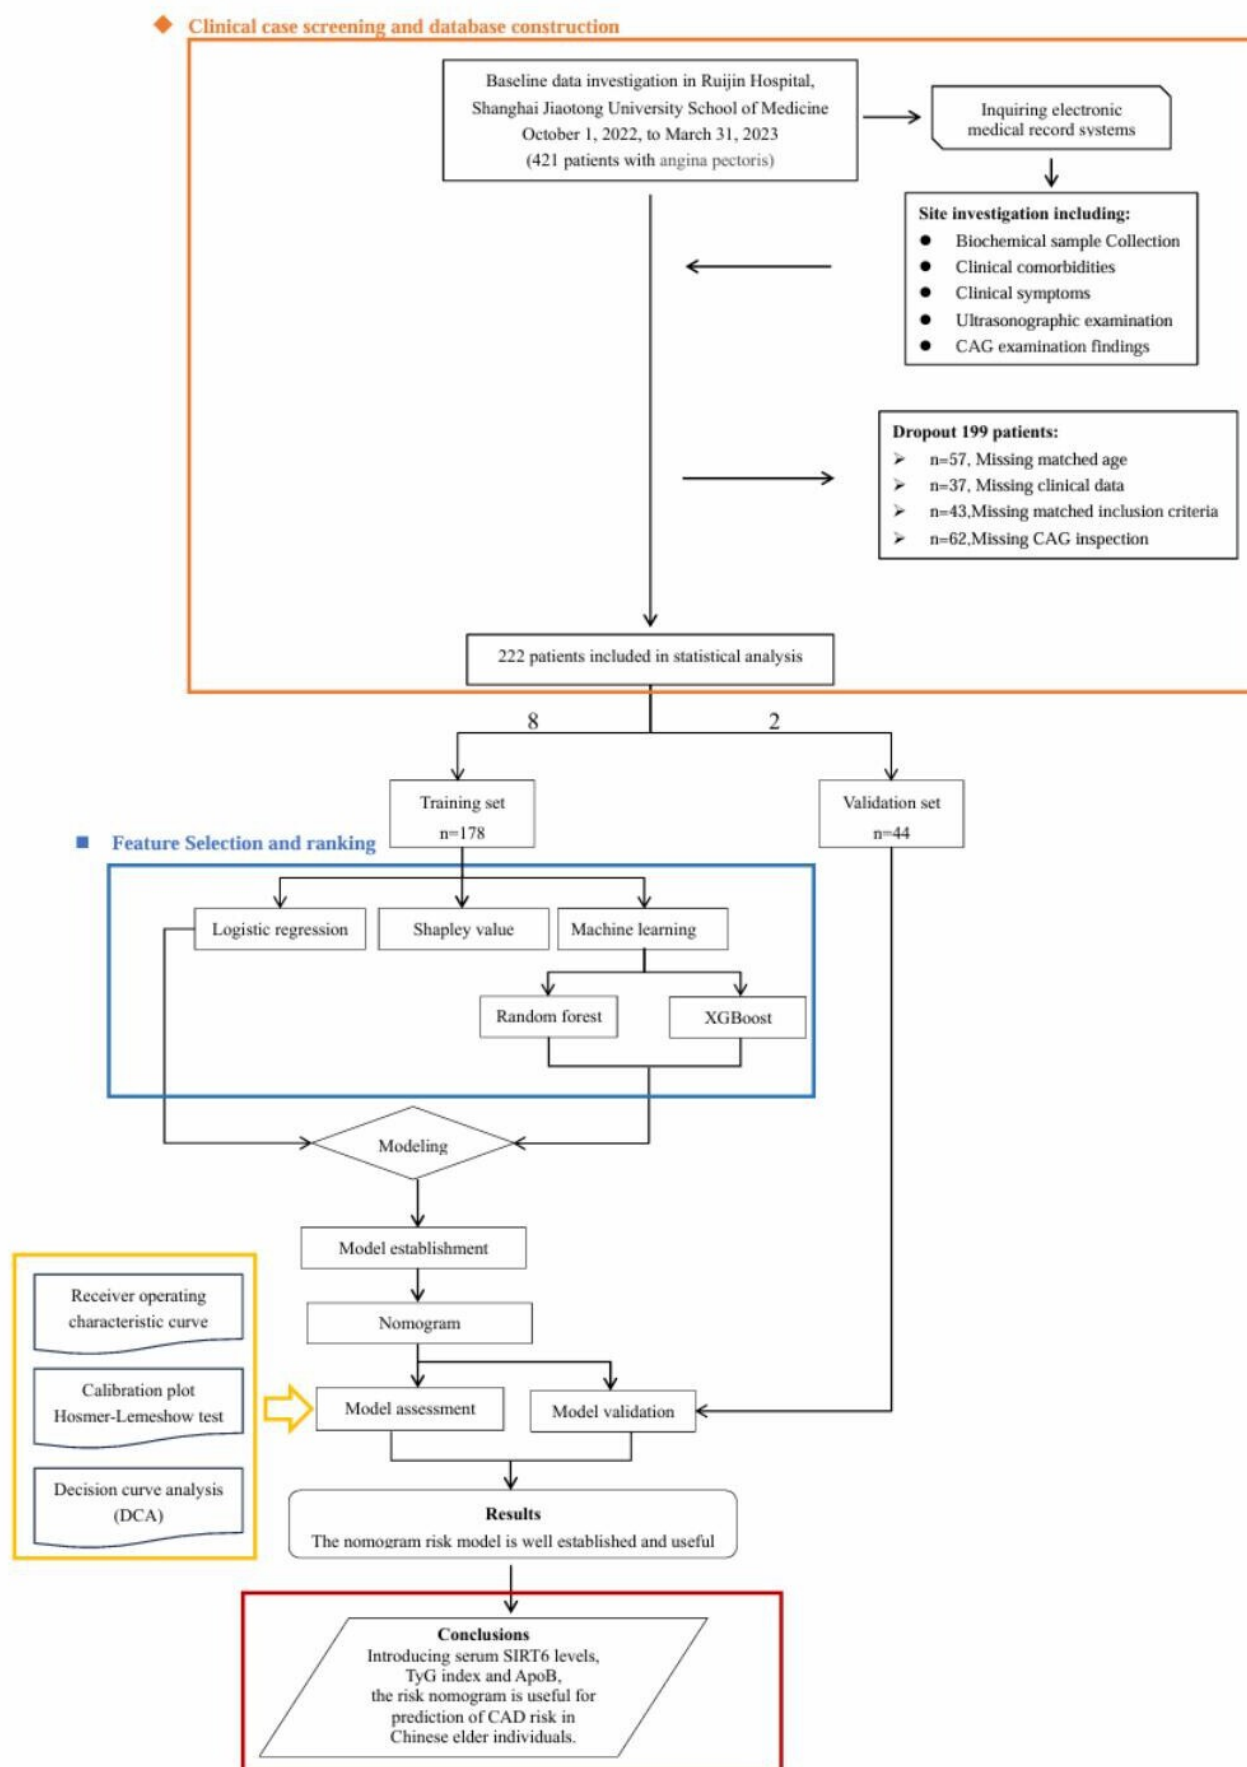 Clinical case screening and database construction
Baseline data investigation in Ruijin Hospital,
Shanghai Jiaotong University School of Medicine
October 1, 2022, to March 31, 2023
(421 patients with angina pectoris)
Inquiring electronic
medical record systems
Site investigation including:
Biochemical sample Collection
Clinical comorbidities
Clinical symptoms
Ultrasonographic examination
CAG examination findings
Dropout 199 patients:
n=57, Missing matched age
n=37, Missing clinical data
n=43,Missing matched inclusion criteria
n=62,Missing CAG inspection
222 patients included in statistical analysis
8
2
Training set
n=178
Validation set
n=44
Feature Selection and ranking
Logistic regression
Shapley value
Machine learning
Random forest
XGBoost
Modeling
Model establishment
Nomogram
Receiver operating
characteristic curve
Calibration plot
Hosmer-Lemeshow test
Decision curve analysis
(DCA)
Model assessment
Model validation
Results
The nomogram risk model is well established and useful
Conclusions
Introducing serum SIRT6 levels,
TyG index and ApoB,
the risk nomogram is useful for
prediction of CAD risk in
Chinese elder individuals.